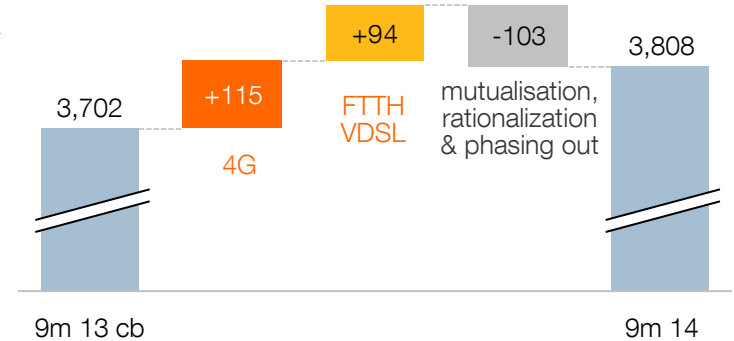 3,702
+115
4G
+94
FTTH
VDSL
-103
mutualisation,
rationalization
& phasing out
3,808
9m 13 cb
9m 14